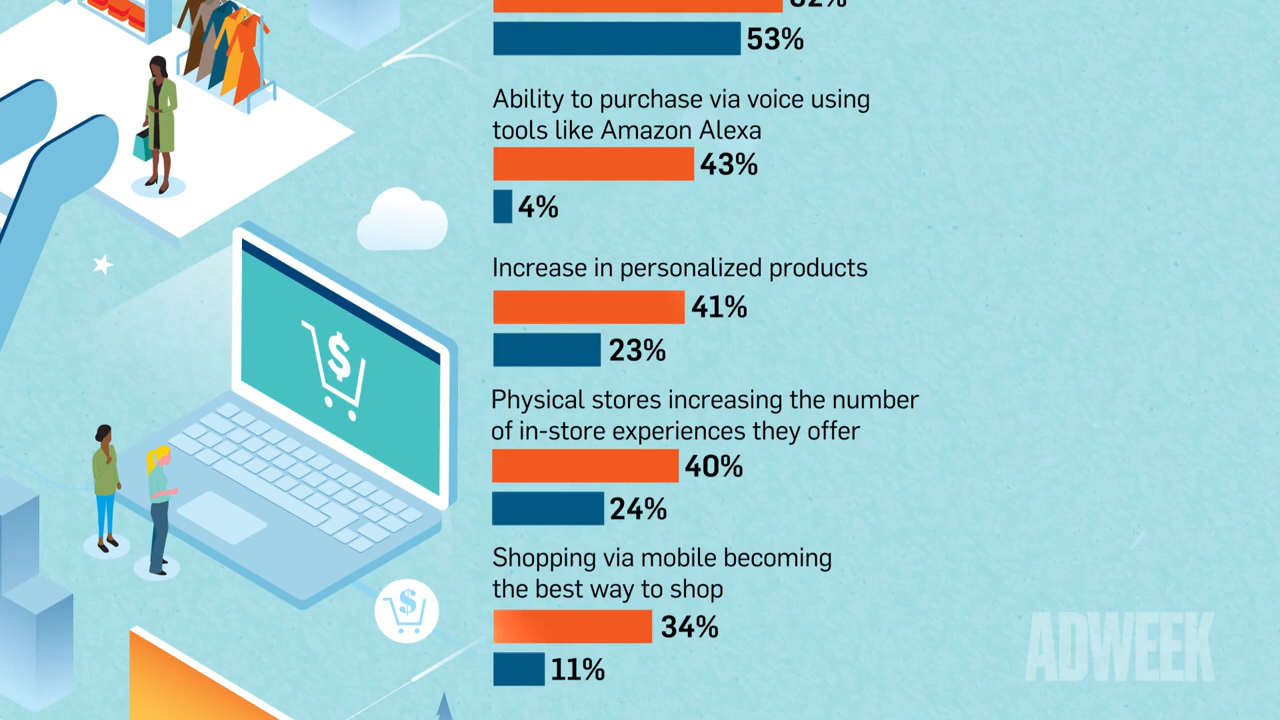 53%
Ability to purchase via voice using
tools like Amazon Alexa
43%
4%
Increase in personalized products
41%
23%
Physical stores increasing the number
of in-store experiences they offer
40%
24%
Shopping via mobile becoming
the best way to shop
34%
11%
$
$
ADWEEK